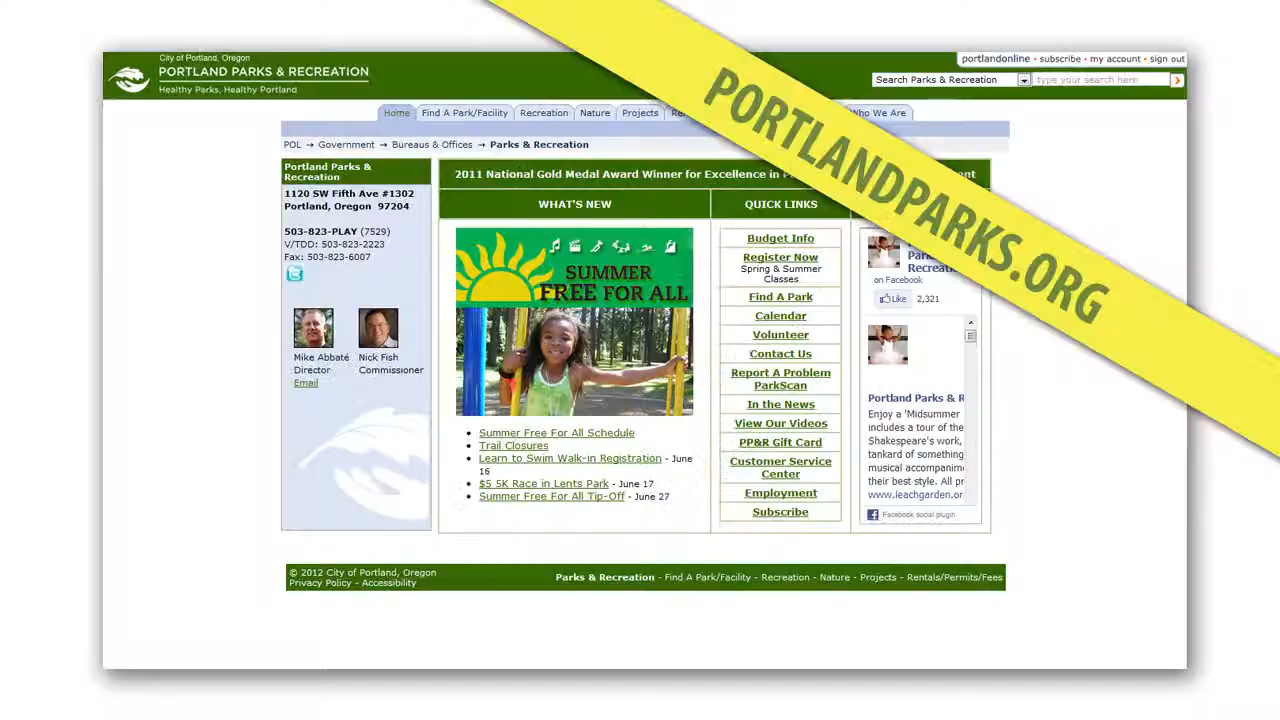 City of Portland, Oregon
PORTLAND PARKS & RECREATION
Healthy Parks, Healthy Portland
portlandonline • subscribe • my account • sign out
Search Parks & Recreation
type your search here
PORTLANDPARKS.ORG
Home
Find A Park/Facility
Recreation
Nature
Projects
Who We Are
POL → Government → Bureaus & Offices → Parks & Recreation
Portland Parks &
Recreation
1120 SW Fifth Ave #1302
Portland, Oregon 97204
503-823-PLAY (7529)
V/TDD: 503-823-2223
Fax: 503-823-6007
Mike Abbaté
Director
Email
Nick Fish
Commissioner
2011 National Gold Medal Award Winner for Excellence in
WHAT'S NEW
SUMMER
FREE FOR ALL
• Summer Free For All Schedule
• Trail Closures
• Learn to Swim Walk-in Registration - June
16
• $5 5K Race in Lents Park - June 17
• Summer Free For All Tip-Off - June 27
QUICK LINKS
Budget Info
Register Now
Spring & Summer
Classes
Find A Park
Calendar
Volunteer
Contact Us
Report A Problem
ParkScan
In the News
View Our Videos
PP&R Gift Card
Customer Service
Center
Employment
Subscribe
on Facebook
Like 2,321
Portland Parks & R
Enjoy a 'Midsummer
includes a tour of the
Shakespeare's work,
tankard of something
musical accompanime
their best style. All pr
www.leachgarden.or
Facebook social plugin
© 2012 City of Portland, Oregon
Privacy Policy - Accessibility
Parks & Recreation - Find A Park/Facility - Recreation - Nature - Projects - Rentals/Permits/Fees